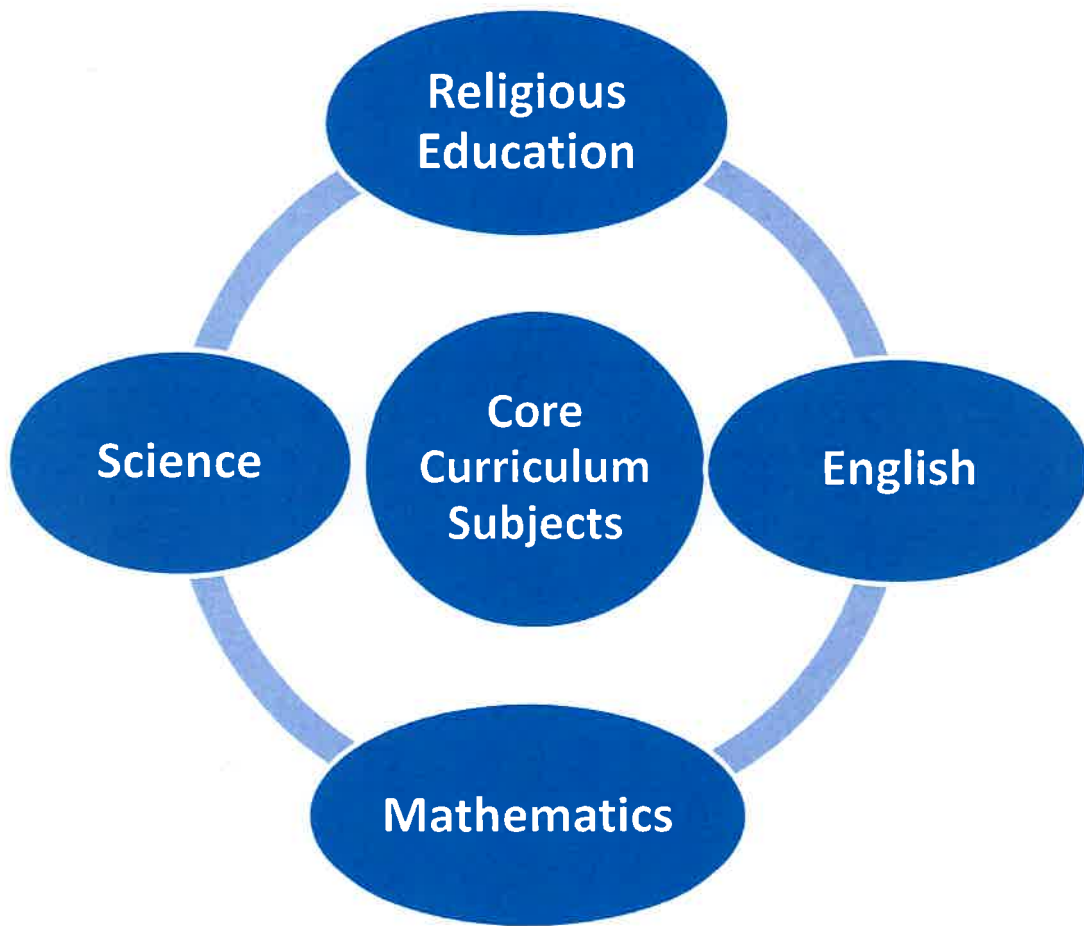 Religious
Education
Science
Core
Curriculum
Subjects
English
Mathematics